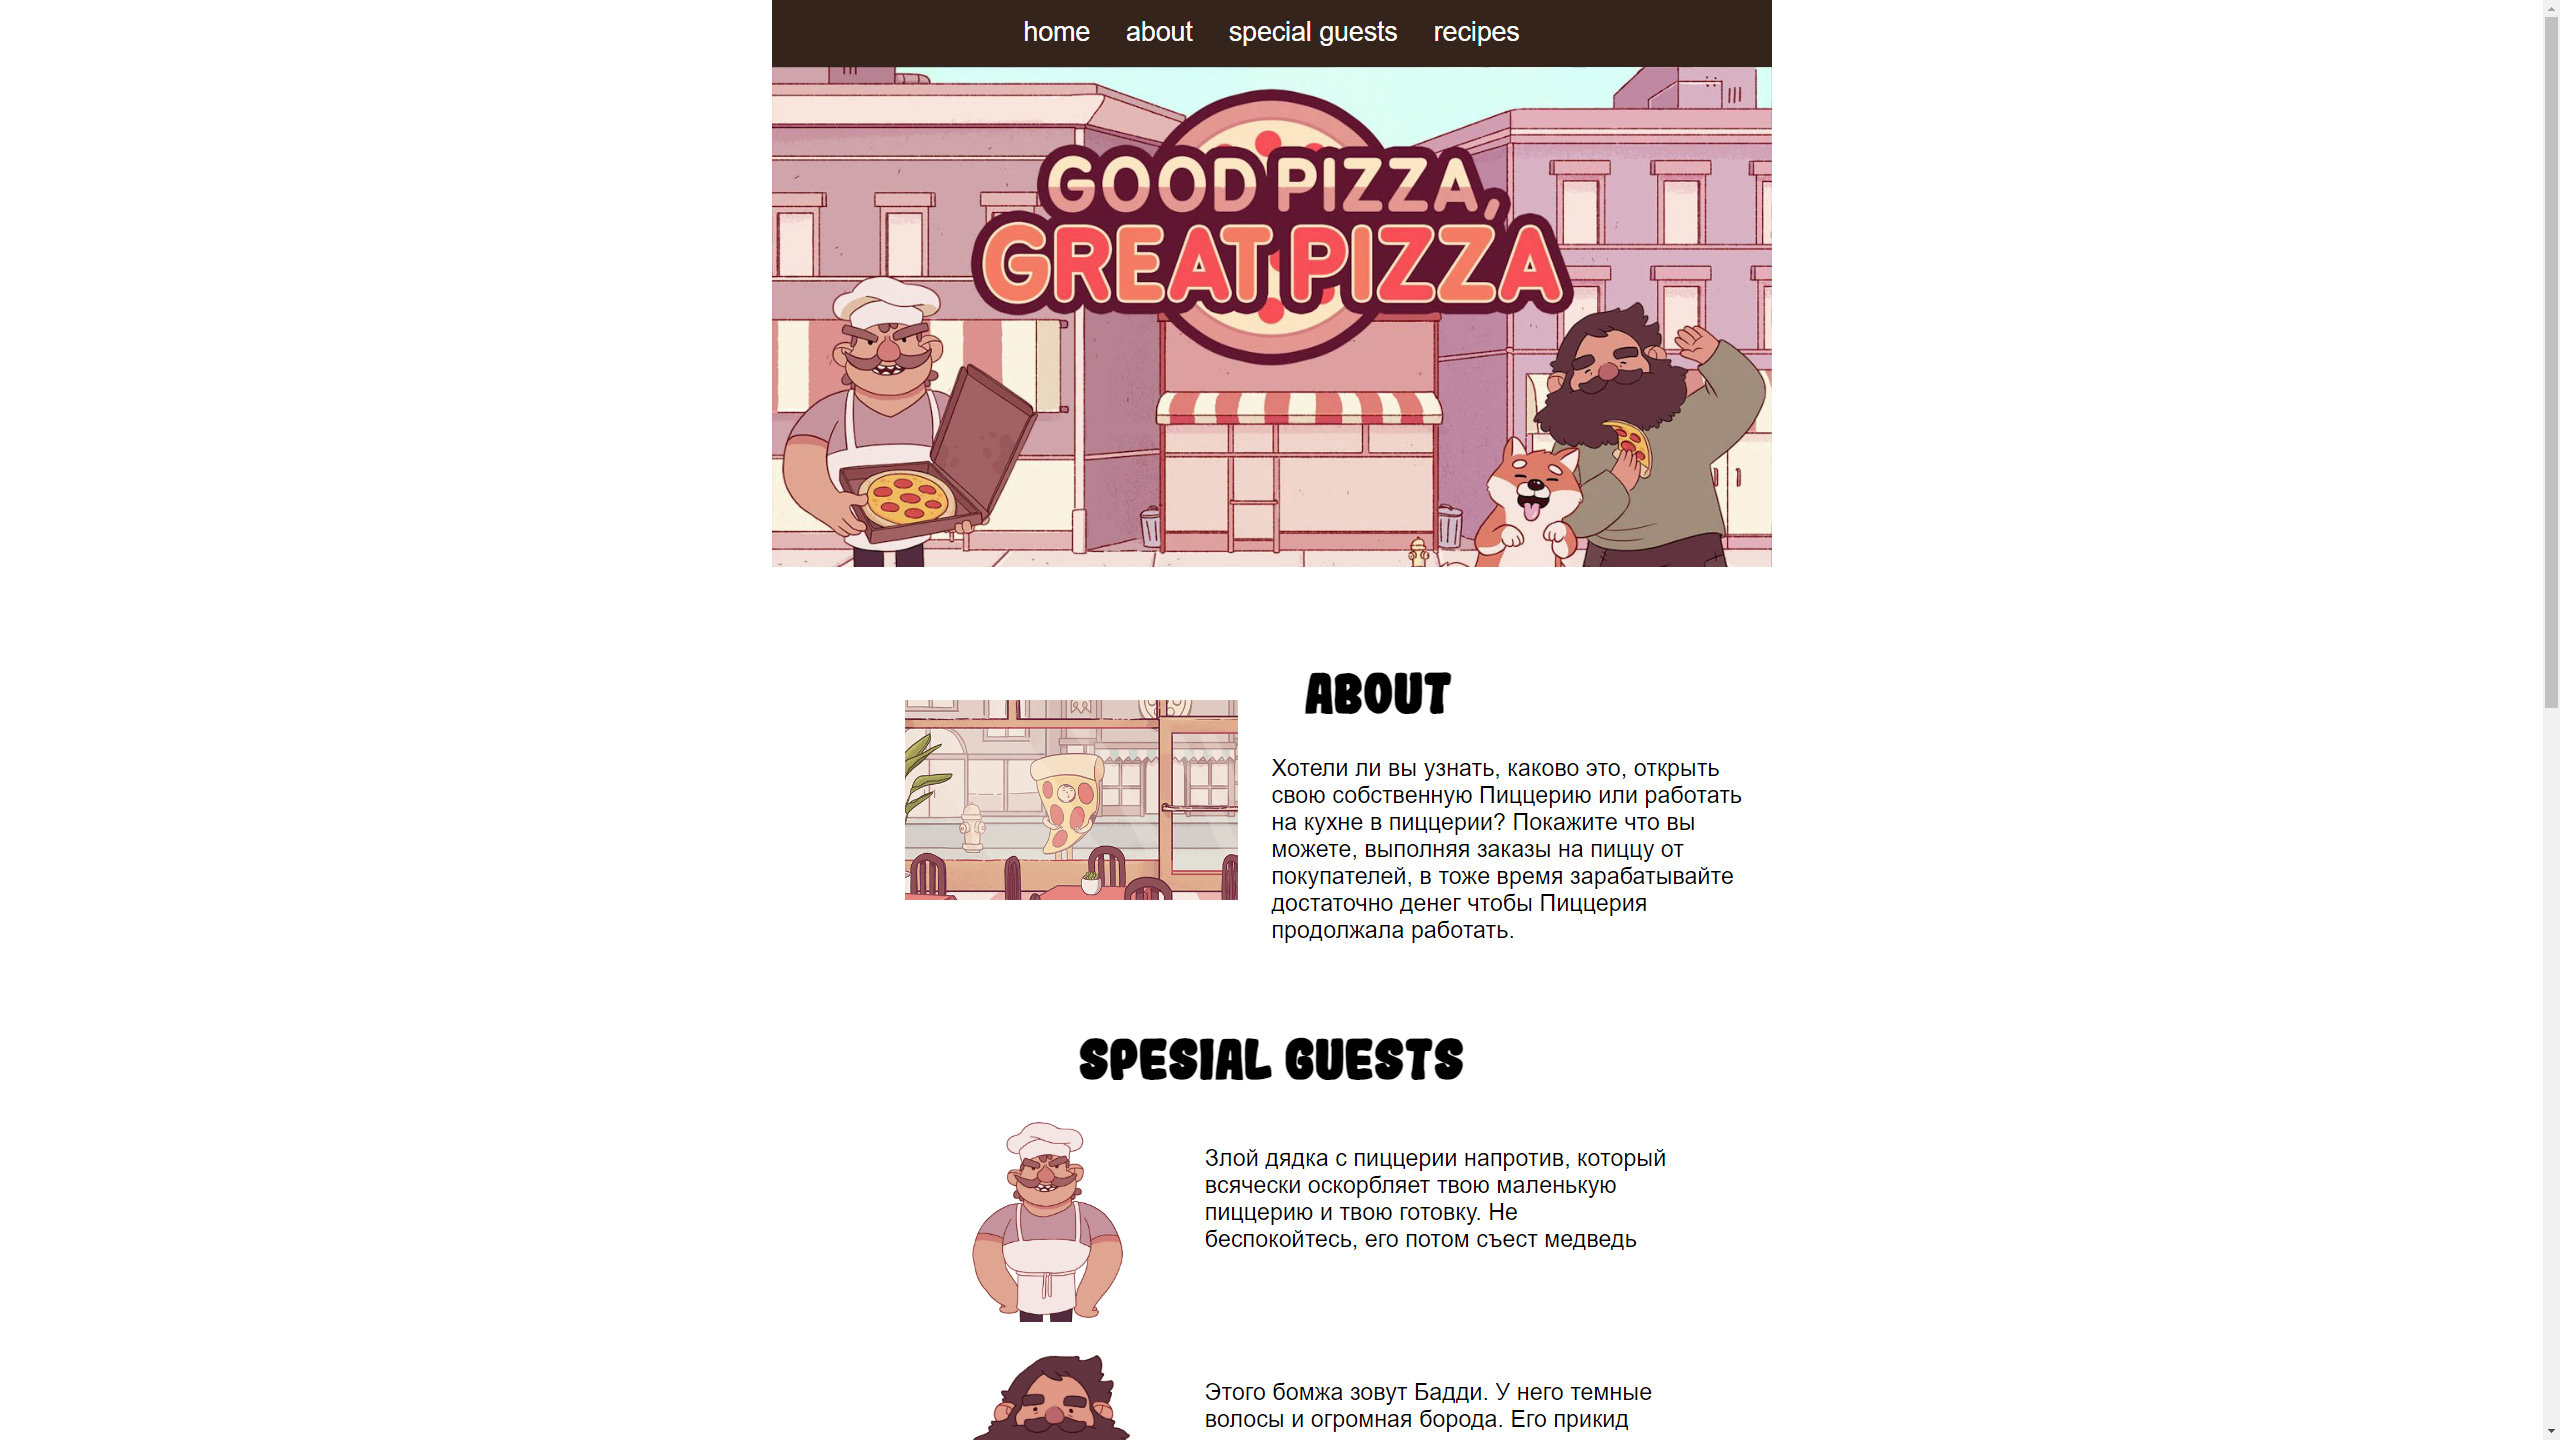 home about special guests recipes
GOOD PIZZA,
GREAT PIZZA
ABOUT
Хотели ли вы узнать, каково это, открыть
свою собственную Пиццерию или работать
на кухне в пиццерии? Покажите что вы
можете, выполняя заказы на пиццу от
покупателей, в тоже время зарабатывайте
достаточно денег чтобы Пиццерия
продолжала работать.
SPESIAL GUESTS
Злой дядка с пиццерии напротив, который
всячески оскорбляет твою маленькую
пиццерию и твою готовку. Не
беспокойтесь, его потом съест медведь
Этого бомжа зовут Бадди. У него темные
волосы и огромная борода. Его прикид